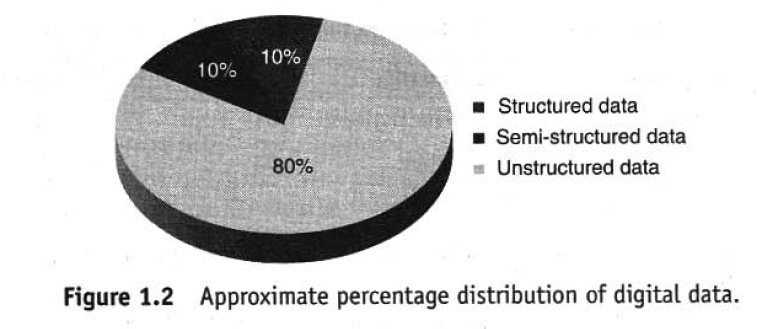 10%
10%
Structured data
Semi-structured data
80%
Unstructured data
Figure 1.2 Approximate percentage distribution of digital data.